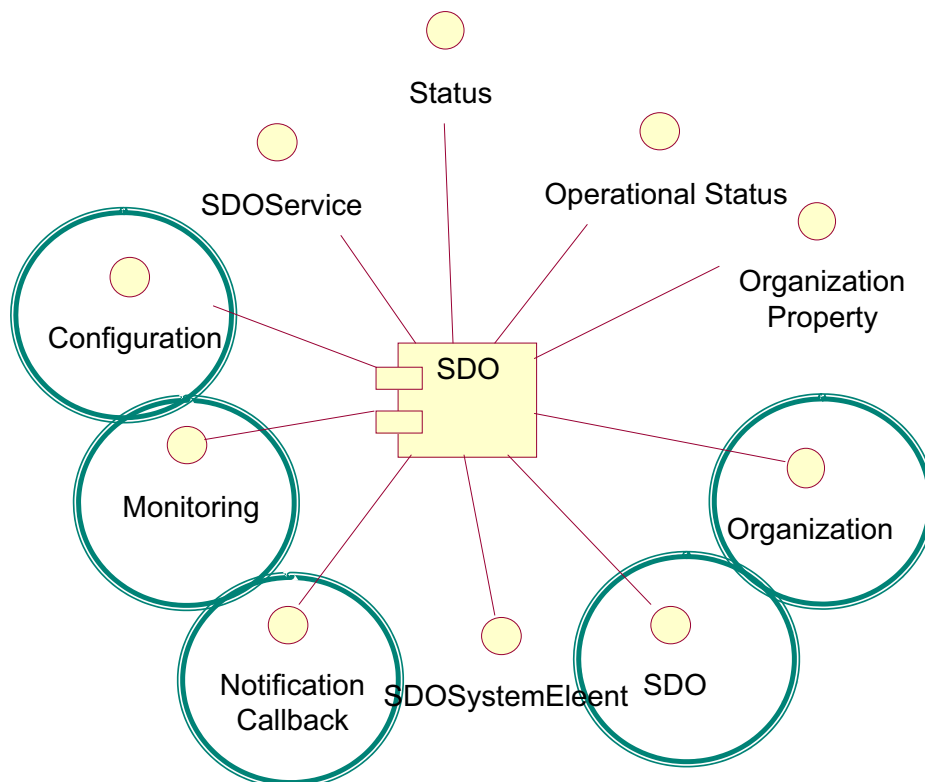 Status
SDOService
Operational Status
Organization
Property
Configuration
SDO
Monitoring
Organization
Notification
Callback
SDOSystemEleent
SDO